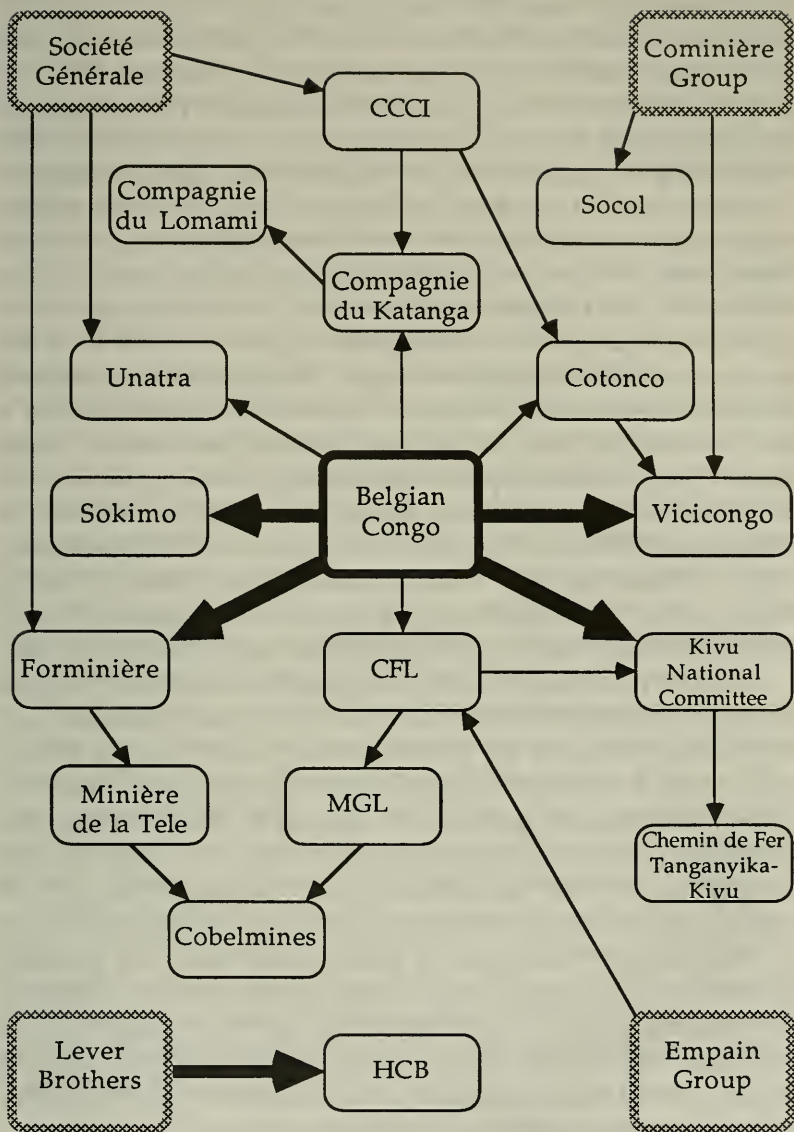 Société
Générale
Cominière
Group
CCCI
Compagnie
du Lomami
Socol
Compagnie
du Katanga
Unatra
Cotonco
Sokimo
Belgian
Congo
Vicicongo
Forminière
CFL
Kivu
National
Committee
Minière
de la Tele
MGL
Chemin de Fer
Tanganyika-
Kivu
Cobelmines
Lever
Brothers
HCB
Empain
Group